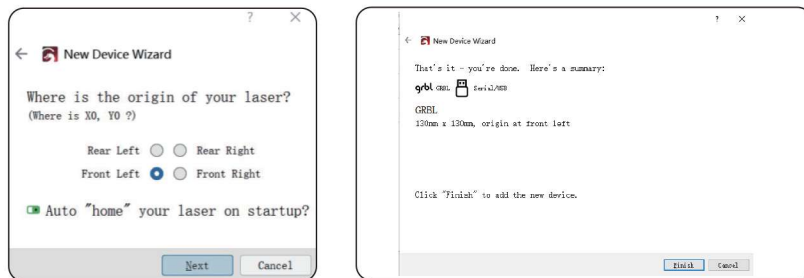 ?
New Device Wizard
Where is the origin of your laser?
(Where is X0, Y0 ?)
Rear Left Rear Right
Front Left Front Right
Auto "home" your laser on startup?
Next Cancel
?
New Device Wizard
That's it - you're done. Here's a summary:
grbl GRBL Serial/USB
GRBL
130mm x 130mm, origin at front left
Click "Finish" to add the new device.
Finish Cancel